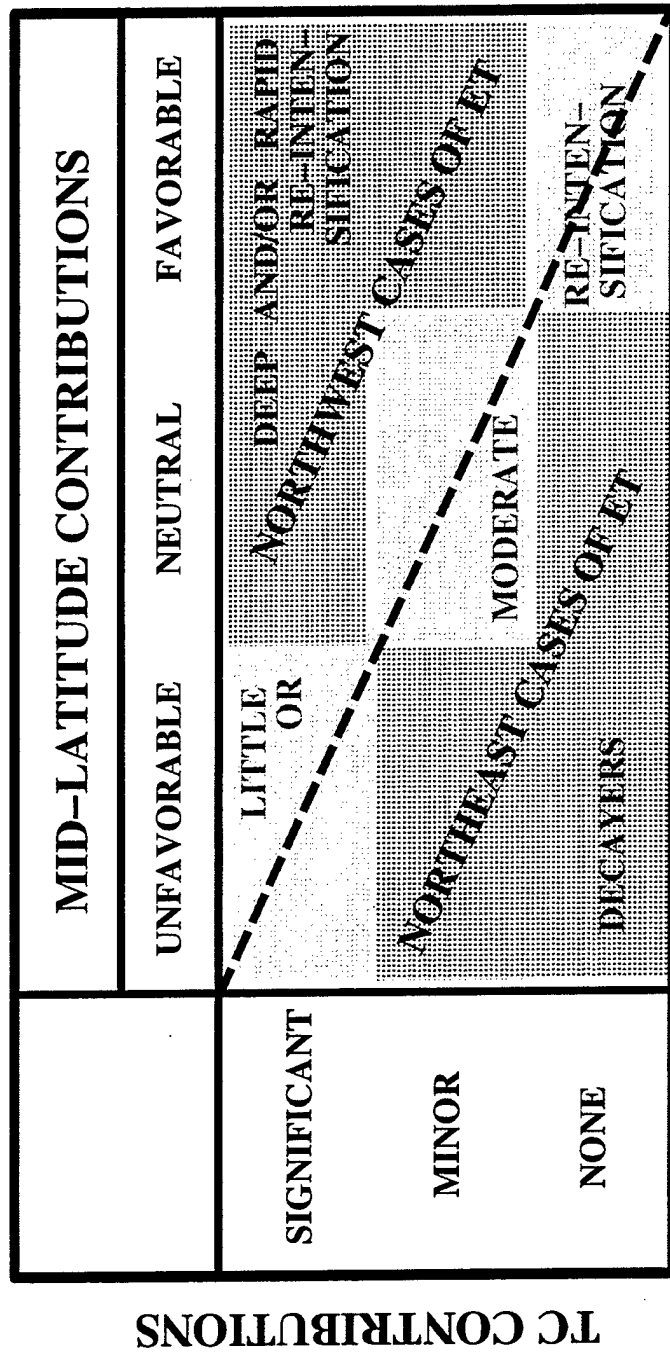 MID–LATITUDE CONTRIBUTIONS
UNFAVORABLE
NEUTRAL
FAVORABLE
TC CONTRIBUTIONS
SIGNIFICANT
MINOR
NONE
LITTLE
OR
MODERATE
RE–INTEN–
SIFICATION
DEEP AND/OR RAPID
RE–INTEN–
SIFICATION
NORTHWEST CASES OF ET
NORTHEAST CASES OF ET
DECAYERS